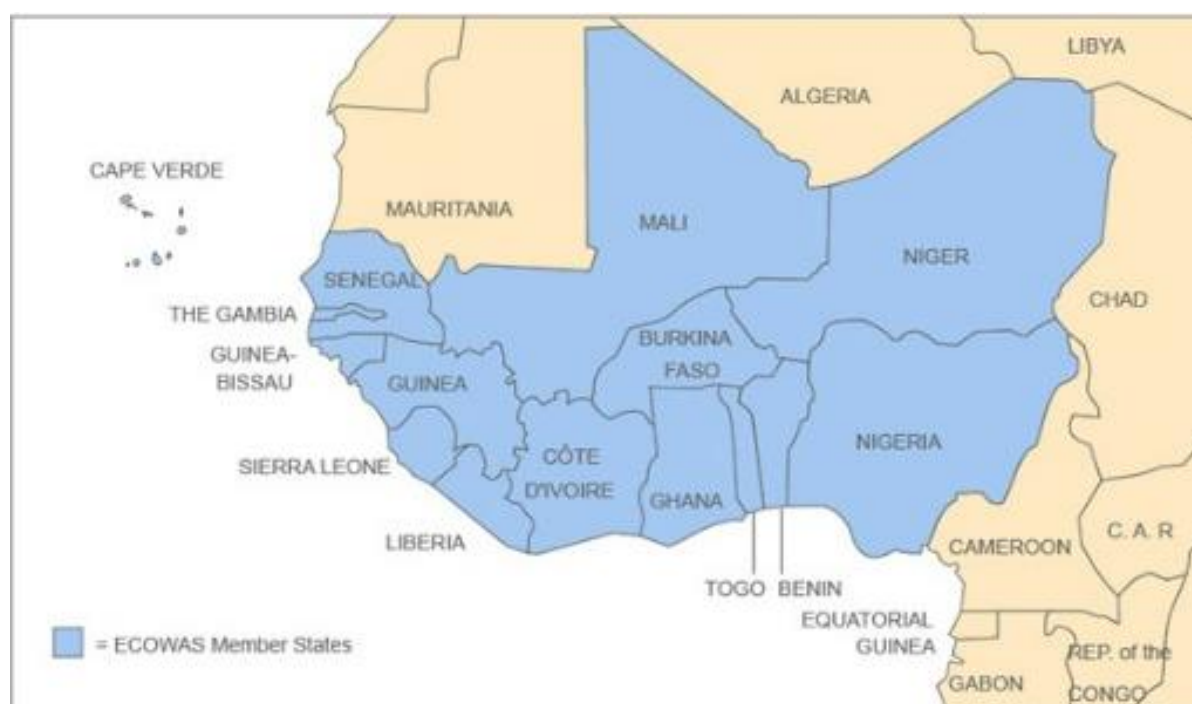 LIBYA
ALGERIA
CAPE VERDE
MAURITANIA
MALI
NIGER
SENEGAL
CHAD
THE GAMBIA
BURKINA
FASO
GUINEA-
BISSAU
GUINEA
NIGERIA
SIERRA LEONE
CÔTE
D'IVOIRE
GHANA
LIBERIA
C. A. R
CAMEROON
TOGO
BENIN
EQUATORIAL
GUINEA
= ECOWAS Member States
REP. of the
CONGO
GABON